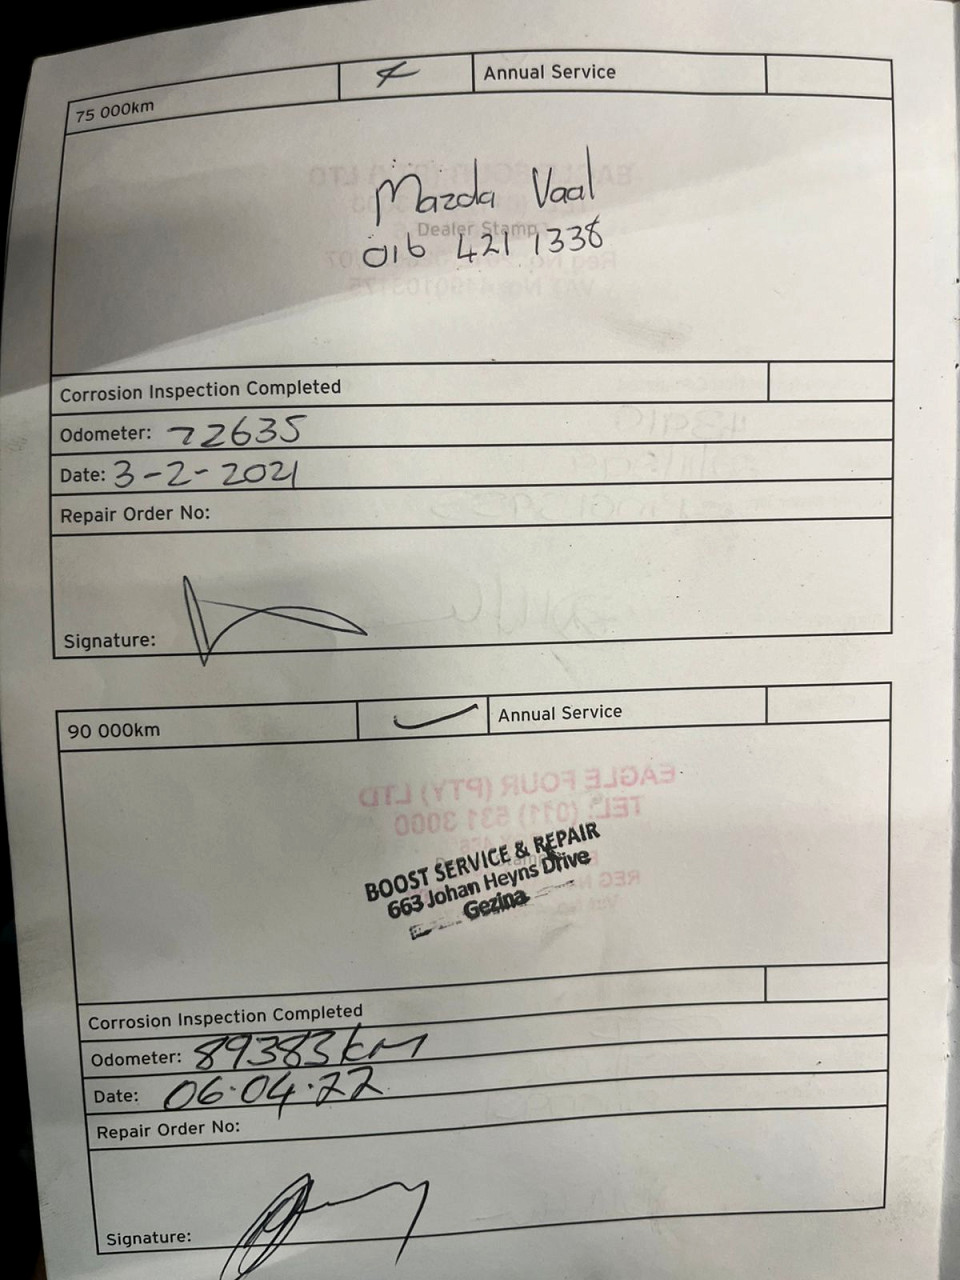 75 000km
Annual Service
Mazda Vaal
Dealer Stamp
016 421 1338
Corrosion Inspection Completed
Odometer: 72635
Date: 3-2-2021
Repair Order No:
Signature:
90 000km
Annual Service
EAGLE FOUR (PTY) LTD
TEL: (011) 531 3000
BOOST SERVICE & REPAIR
663 Johan Heyns Drive
Gezina
Corrosion Inspection Completed
Odometer: 89383km
Date: 06.04.22
Repair Order No:
Signature: